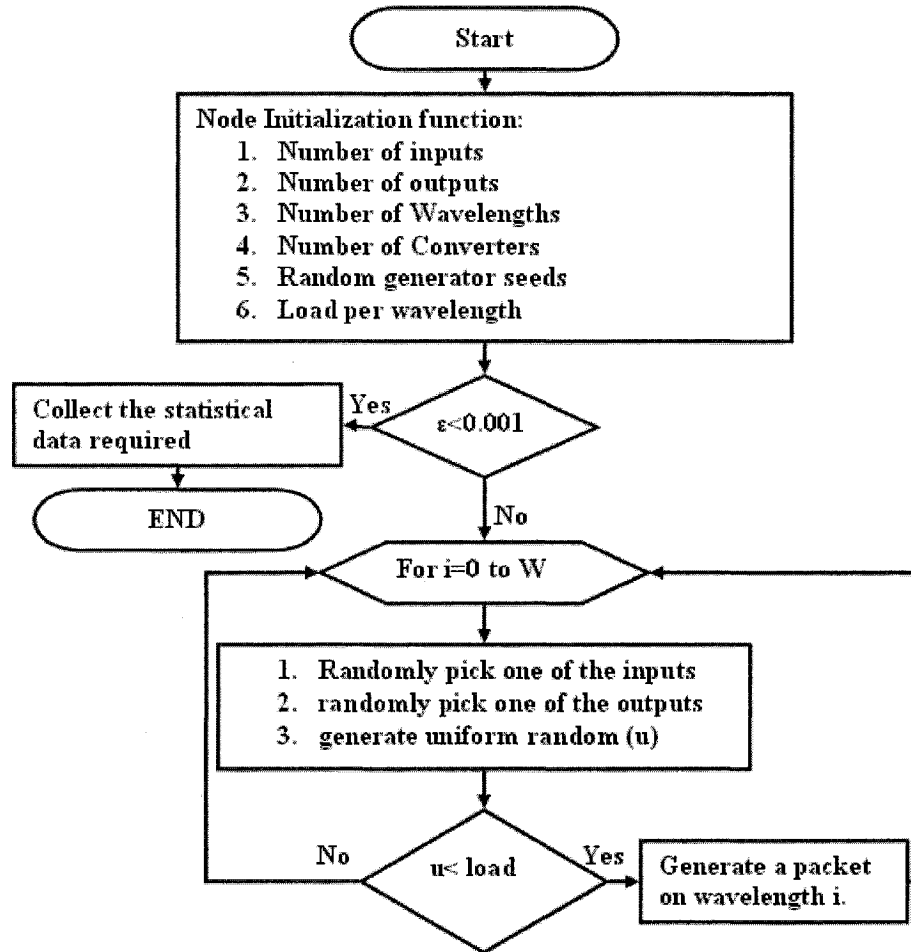 Start
Node Initialization function:
1. Number of inputs
2. Number of outputs
3. Number of Wavelengths
4. Number of Converters
5. Random generator seeds
6. Load per wavelength
ε<0.001
Yes
Collect the statistical
data required
END
No
For i=0 to W
1. Randomly pick one of the inputs
2. randomly pick one of the outputs
3. generate uniform random (u)
u< load
No
Yes
Generate a packet
on wavelength i.